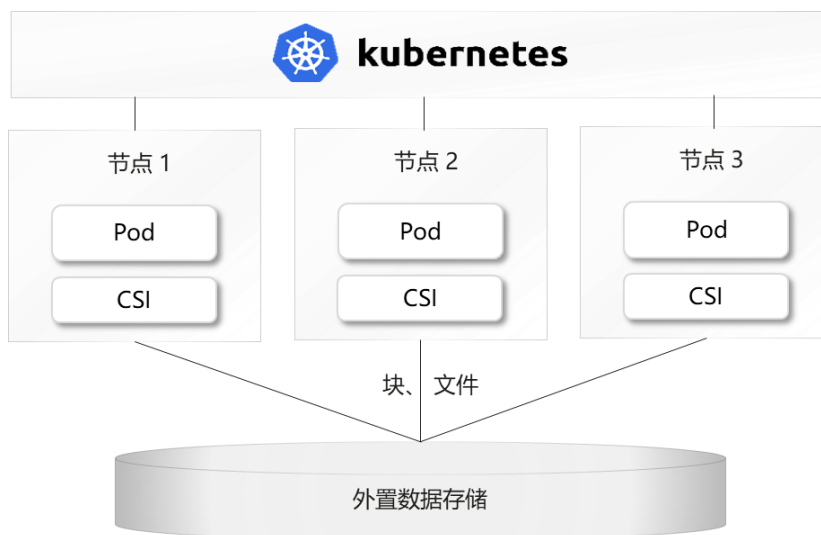 kubernetes
节点 1
节点 2
节点 3
Pod
Pod
Pod
CSI
CSI
CSI
块、文件
外置数据存储